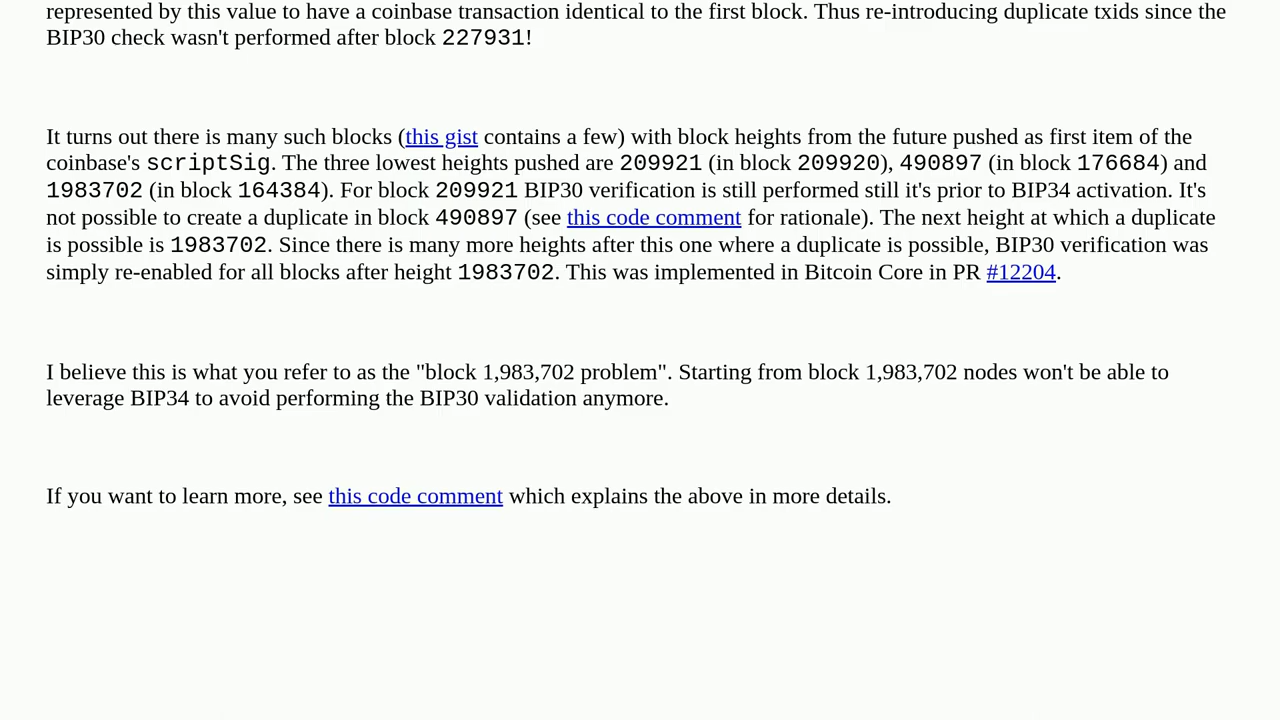 represented by this value to have a coinbase transaction identical to the first block. Thus re-introducing duplicate txids since the
BIP30 check wasn't performed after block 227931!
It turns out there is many such blocks (this gist contains a few) with block heights from the future pushed as first item of the
coinbase's scriptSig. The three lowest heights pushed are 209921 (in block 209920), 490897 (in block 176684) and
1983702 (in block 164384). For block 209921 BIP30 verification is still performed still it's prior to BIP34 activation. It's
not possible to create a duplicate in block 490897 (see this code comment for rationale). The next height at which a duplicate
is possible is 1983702. Since there is many more heights after this one where a duplicate is possible, BIP30 verification was
simply re-enabled for all blocks after height 1983702. This was implemented in Bitcoin Core in PR #12204.
I believe this is what you refer to as the "block 1,983,702 problem". Starting from block 1,983,702 nodes won't be able to
leverage BIP34 to avoid performing the BIP30 validation anymore.
If you want to learn more, see this code comment which explains the above in more details.